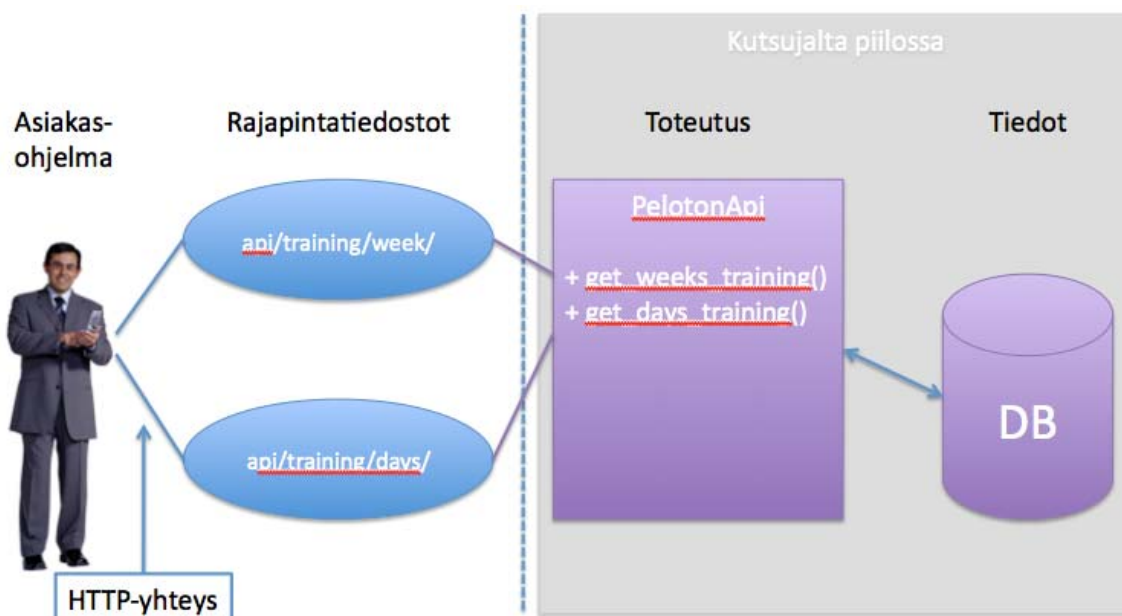 Kutsujalta piilossa
Asiakas-
ohjelma
Rajapintatiedostot
Toteutus
Tiedot
api/training/week/
api/training/days/
PelotonApi
+ get_weeks_training()
+ get_days_training()
DB
HTTP-yhteys